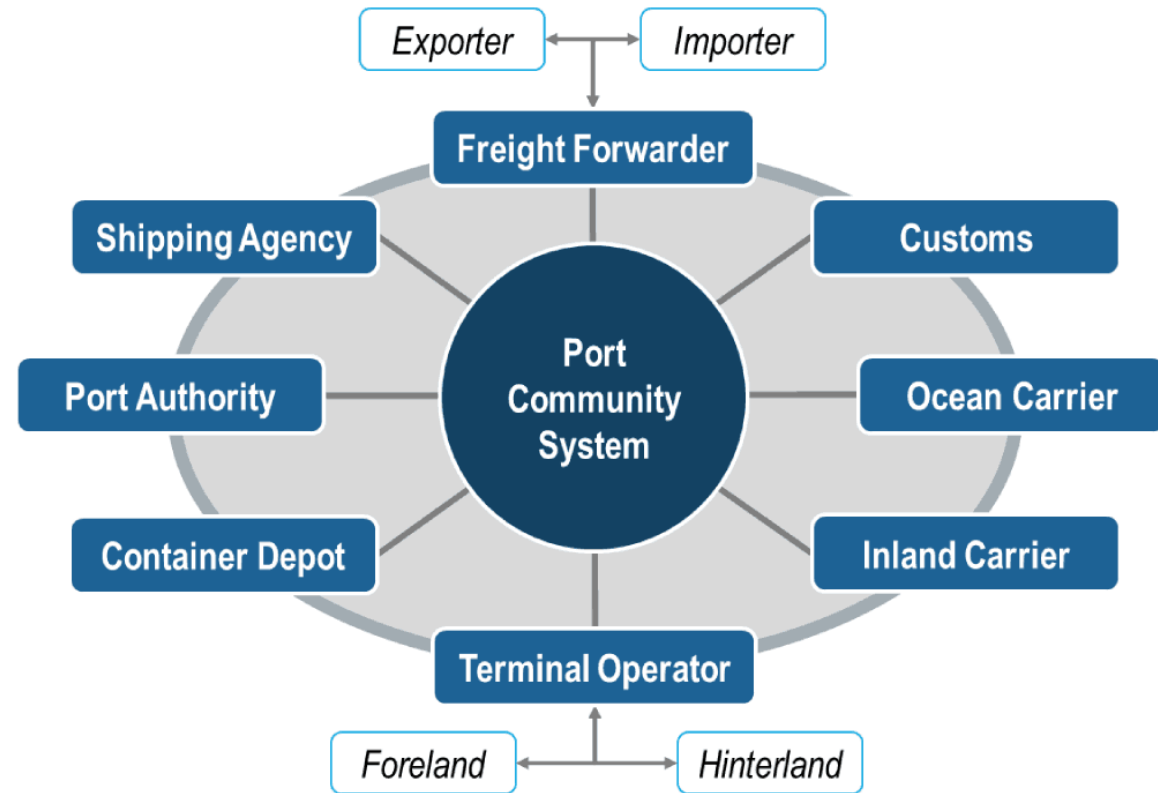 Exporter
Importer
Freight Forwarder
Shipping Agency
Customs
Port
Community
System
Port Authority
Ocean Carrier
Container Depot
Inland Carrier
Terminal Operator
Foreland
Hinterland